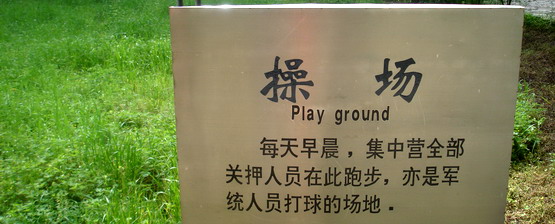 操场
Play ground
每天早晨，集中营全部
关押人员在此跑步，亦是军
统人员打球的场地．